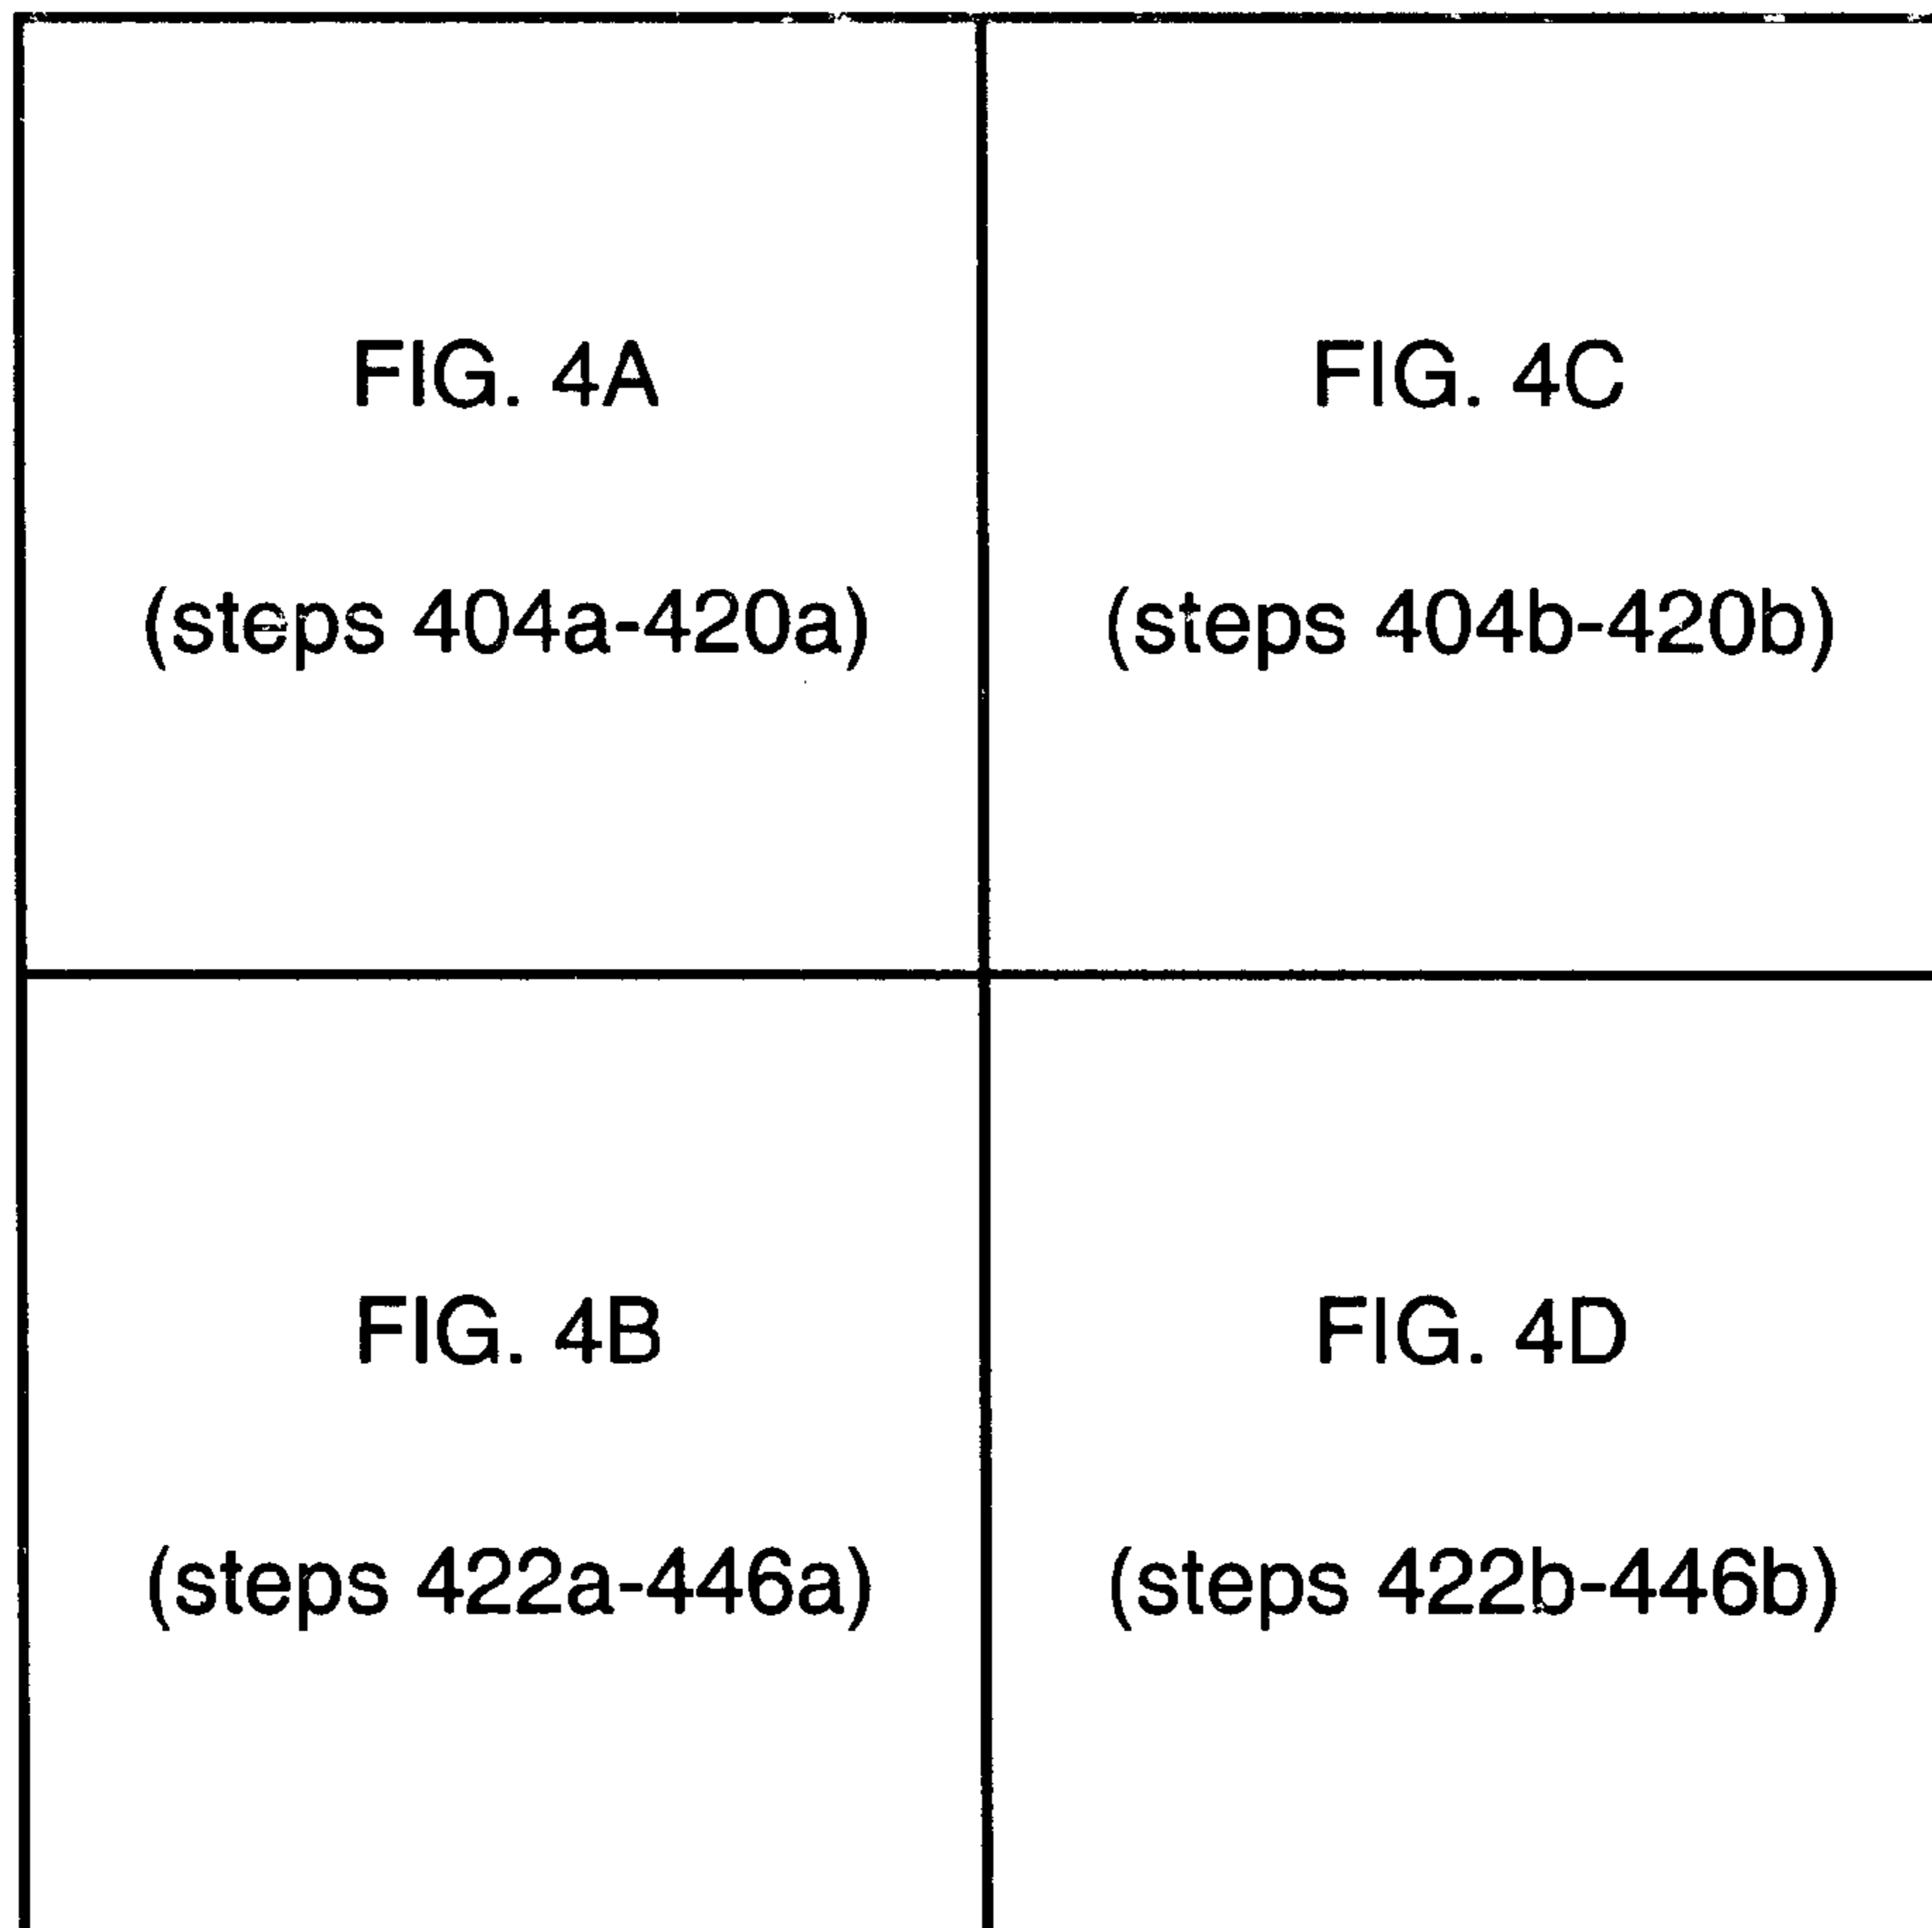 FIG. 4A
(steps 404a-420a)
FIG. 4C
(steps 404b-420b)
FIG. 4B
(steps 422a-446a)
FIG. 4D
(steps 422b-446b)